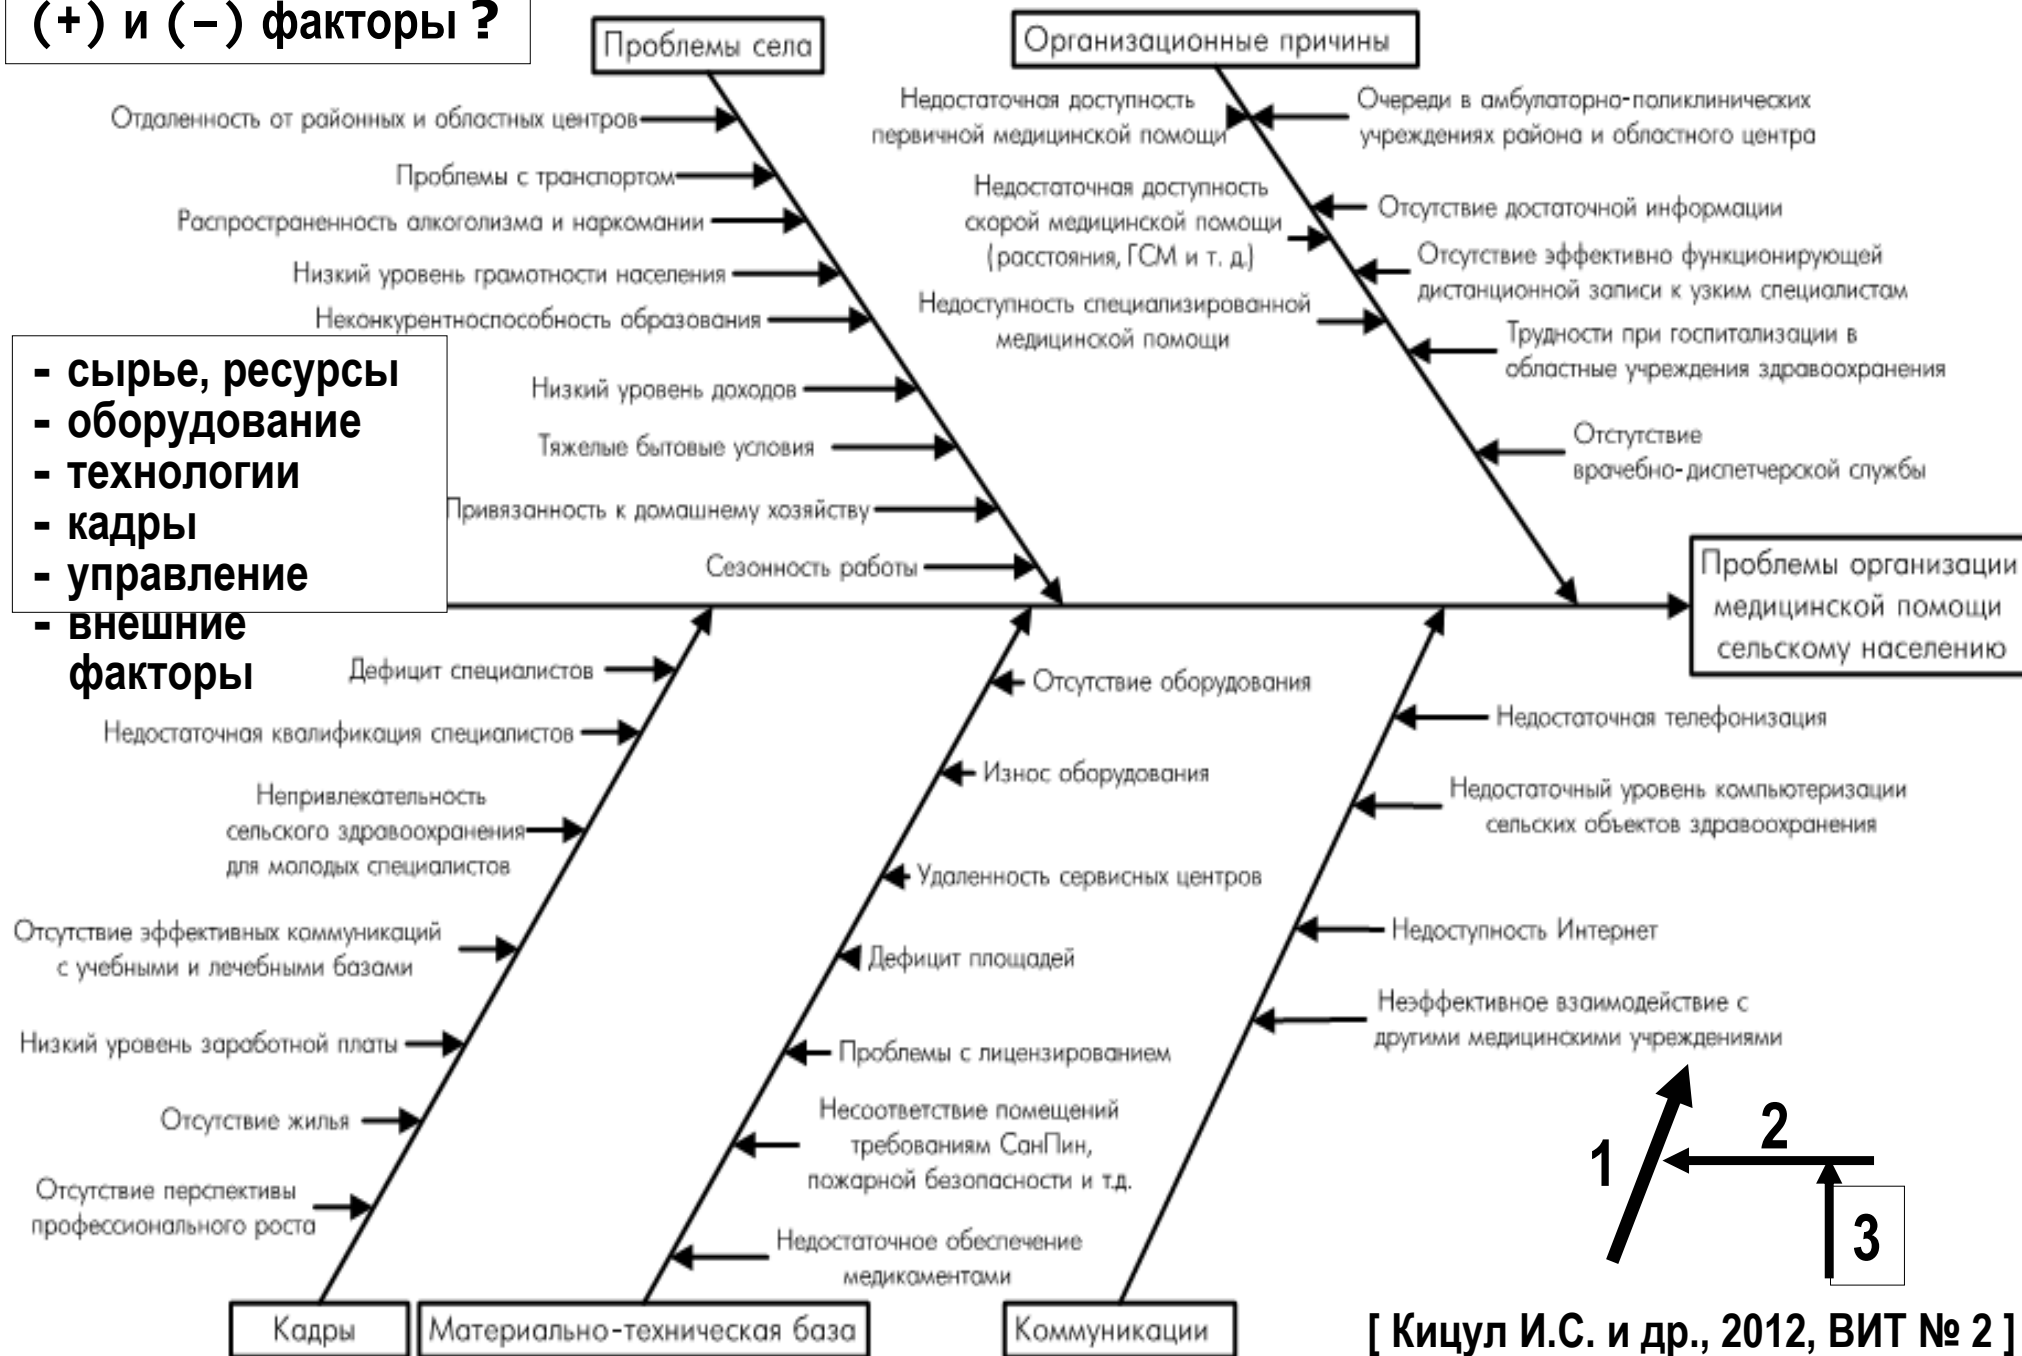 (+) и (–) факторы ?
Проблемы села
Отдаленность от районных и областных центров
Проблемы с транспортом
Распространенность алкоголизма и наркомании
Низкий уровень грамотности населения
Неконкурентноспособность образования
Низкий уровень доходов
Тяжелые бытовые условия
Привязанность к домашнему хозяйству
Сезонность работы
Организационные причины
Недостаточная доступность
первичной медицинской помощи
Недостаточная доступность
скорой медицинской помощи
(расстояния, ГСМ и т. д.)
Недоступность специализированной
медицинской помощи
Очереди в амбулаторно-поликлинических
учреждениях района и областного центра
Отсутствие достаточной информации
Отсутствие эффективно функционирующей
дистанционной записи к узким специалистам
Трудности при госпитализации в
областные учреждения здравоохранения
Отстутствие
врачебно-диспетчерской службы
- сырье, ресурсы
- оборудование
- технологии
- кадры
- управление
- внешние
факторы
Проблемы организации
медицинской помощи
сельскому населению
Дефицит специалистов
Недостаточная квалификация специалистов
Непривлекательность
сельского здравоохранения
для молодых специалистов
Отсутствие эффективных коммуникаций
с учебными и лечебными базами
Низкий уровень заработной платы
Отсутствие жилья
Отсутствие перспективы
профессионального роста
Кадры
Отсутствие оборудования
Износ оборудования
Удаленность сервисных центров
Дефицит площадей
Проблемы с лицензированием
Несоответствие помещений
требованиям СанПин,
пожарной безопасности и т.д.
Недостаточное обеспечение
медикаментами
Материально-техническая база
Недостаточная телефонизация
Недостаточный уровень компьютеризации
сельских объектов здравоохранения
Недоступность Интернет
Неэффективное взаимодействие с
другими медицинскими учреждениями
Коммуникации
1
2
3
[ Кицул И.С. и др., 2012, ВИТ № 2 ]